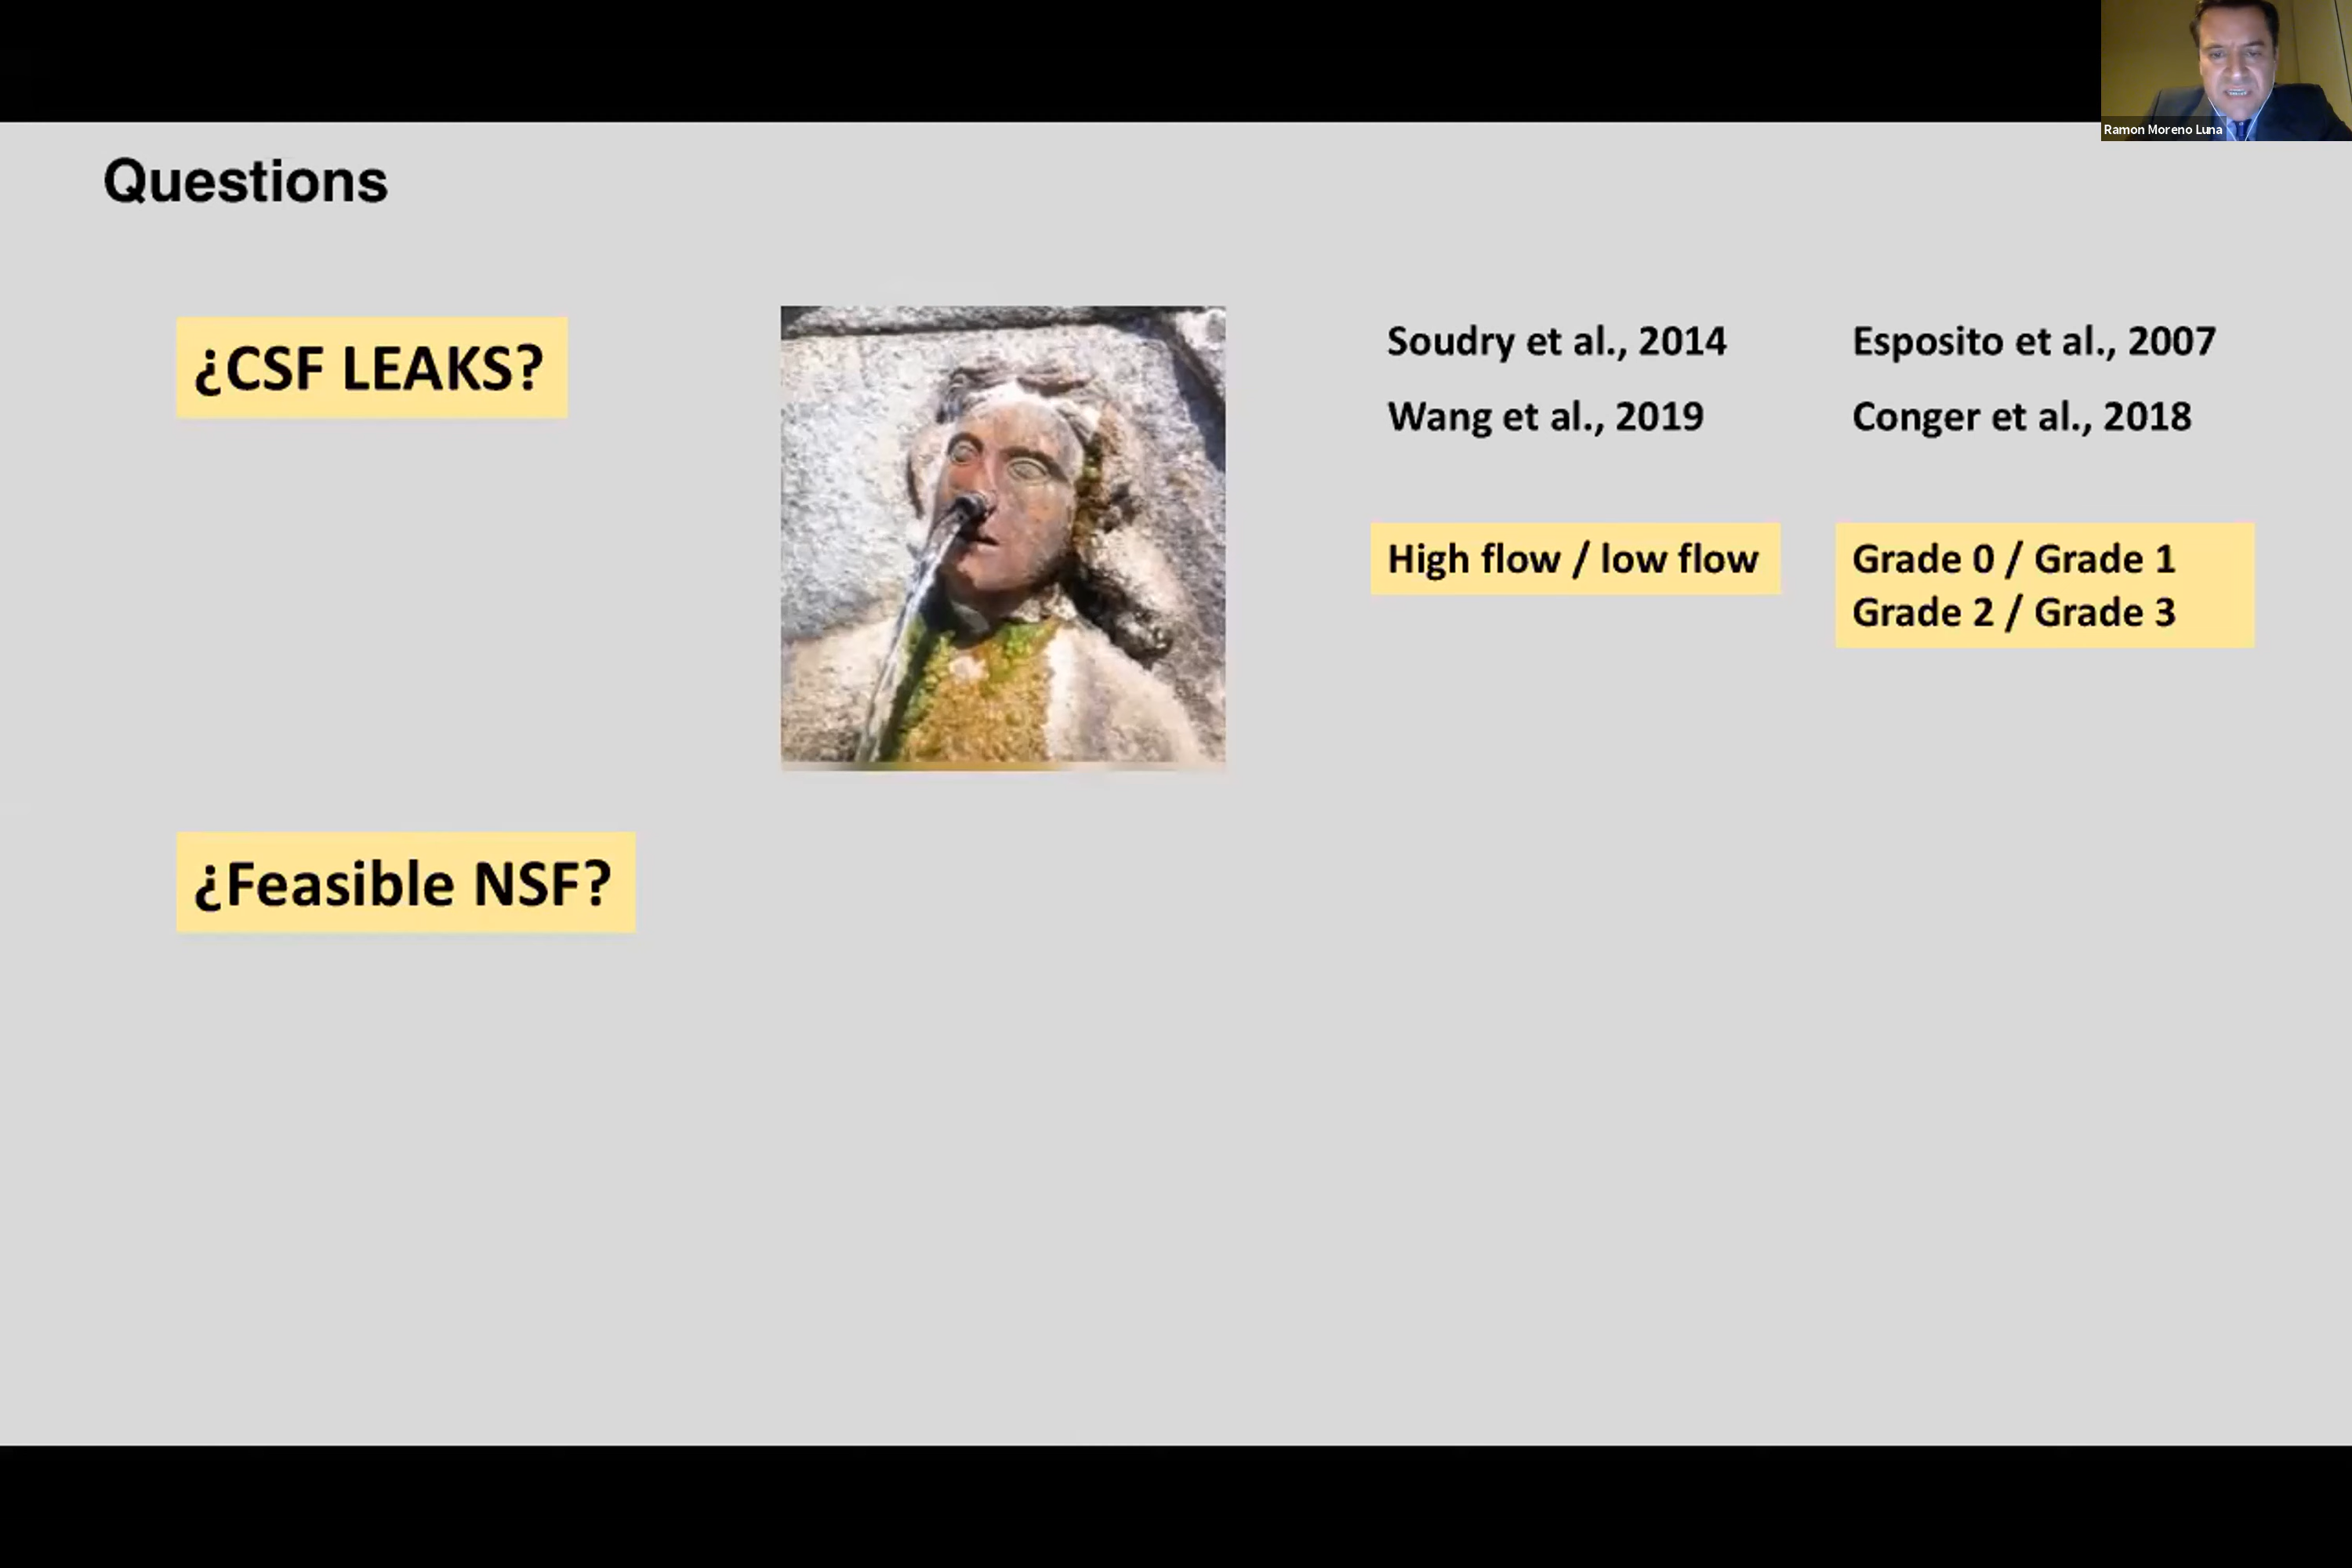 Ramon Moreno Luna
Questions
¿CSF LEAKS?
Soudry et al., 2014
Wang et al., 2019
Esposito et al., 2007
Conger et al., 2018
High flow / low flow
Grade 0 / Grade 1
Grade 2 / Grade 3
¿Feasible NSF?